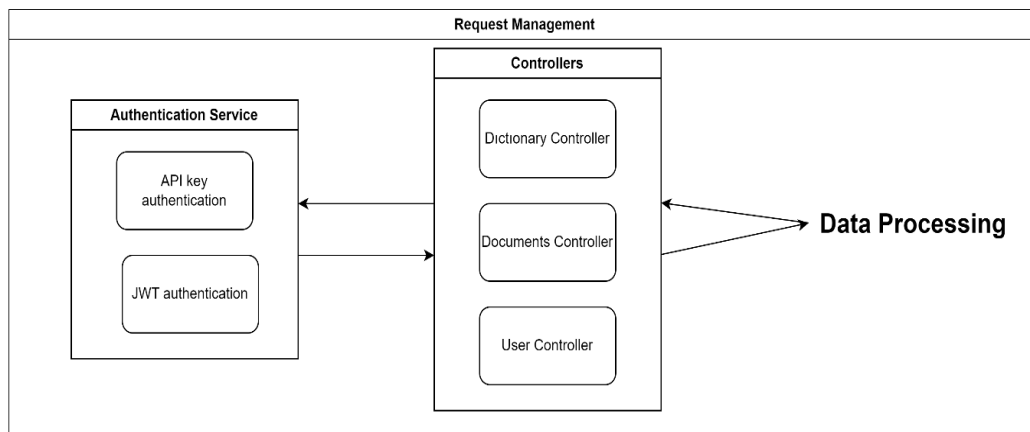 Request Management
Controllers
Authentication Service
Dictionary Controller
API key
authentication
Documents Controller
Data Processing
JWT authentication
User Controller